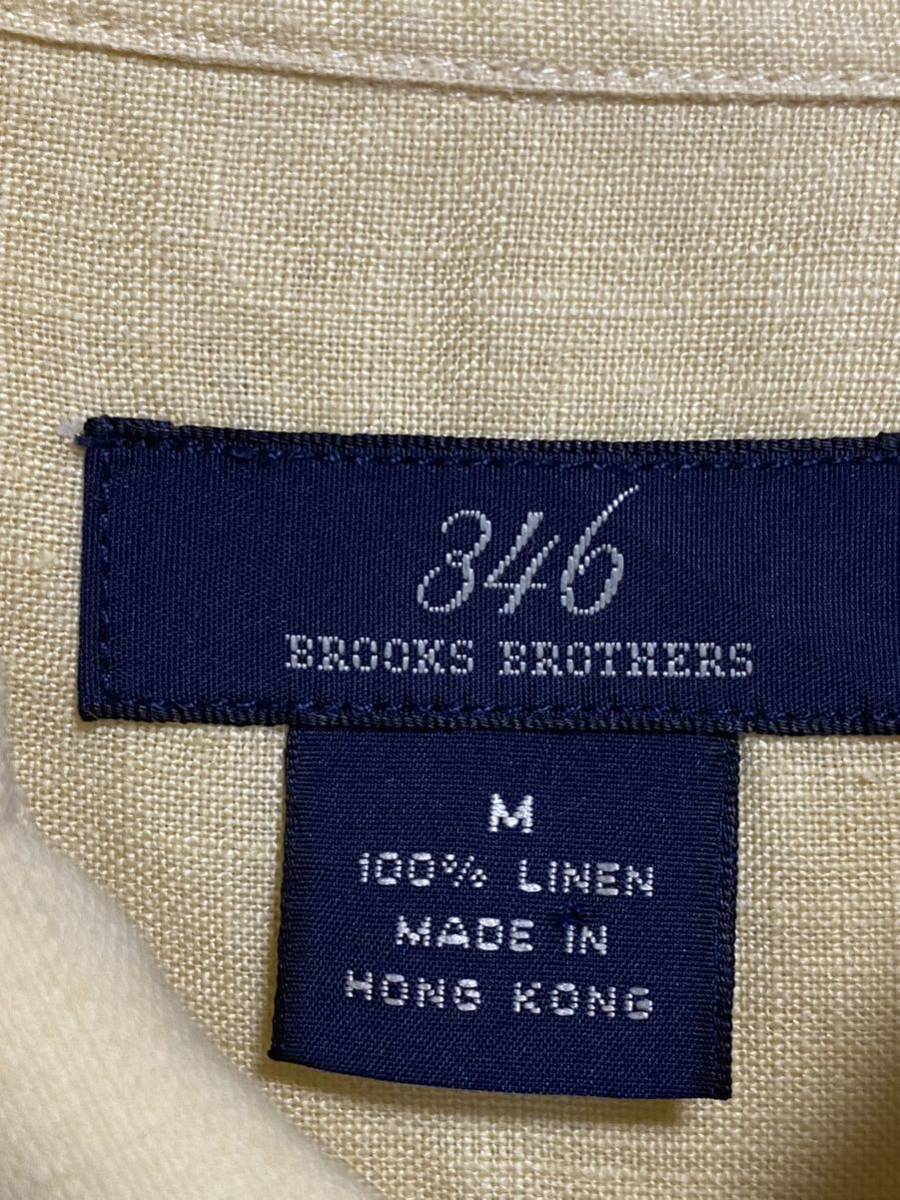 346
BROOKS BROTHERS
M
100% LINEN
MADE IN
HONG KONG